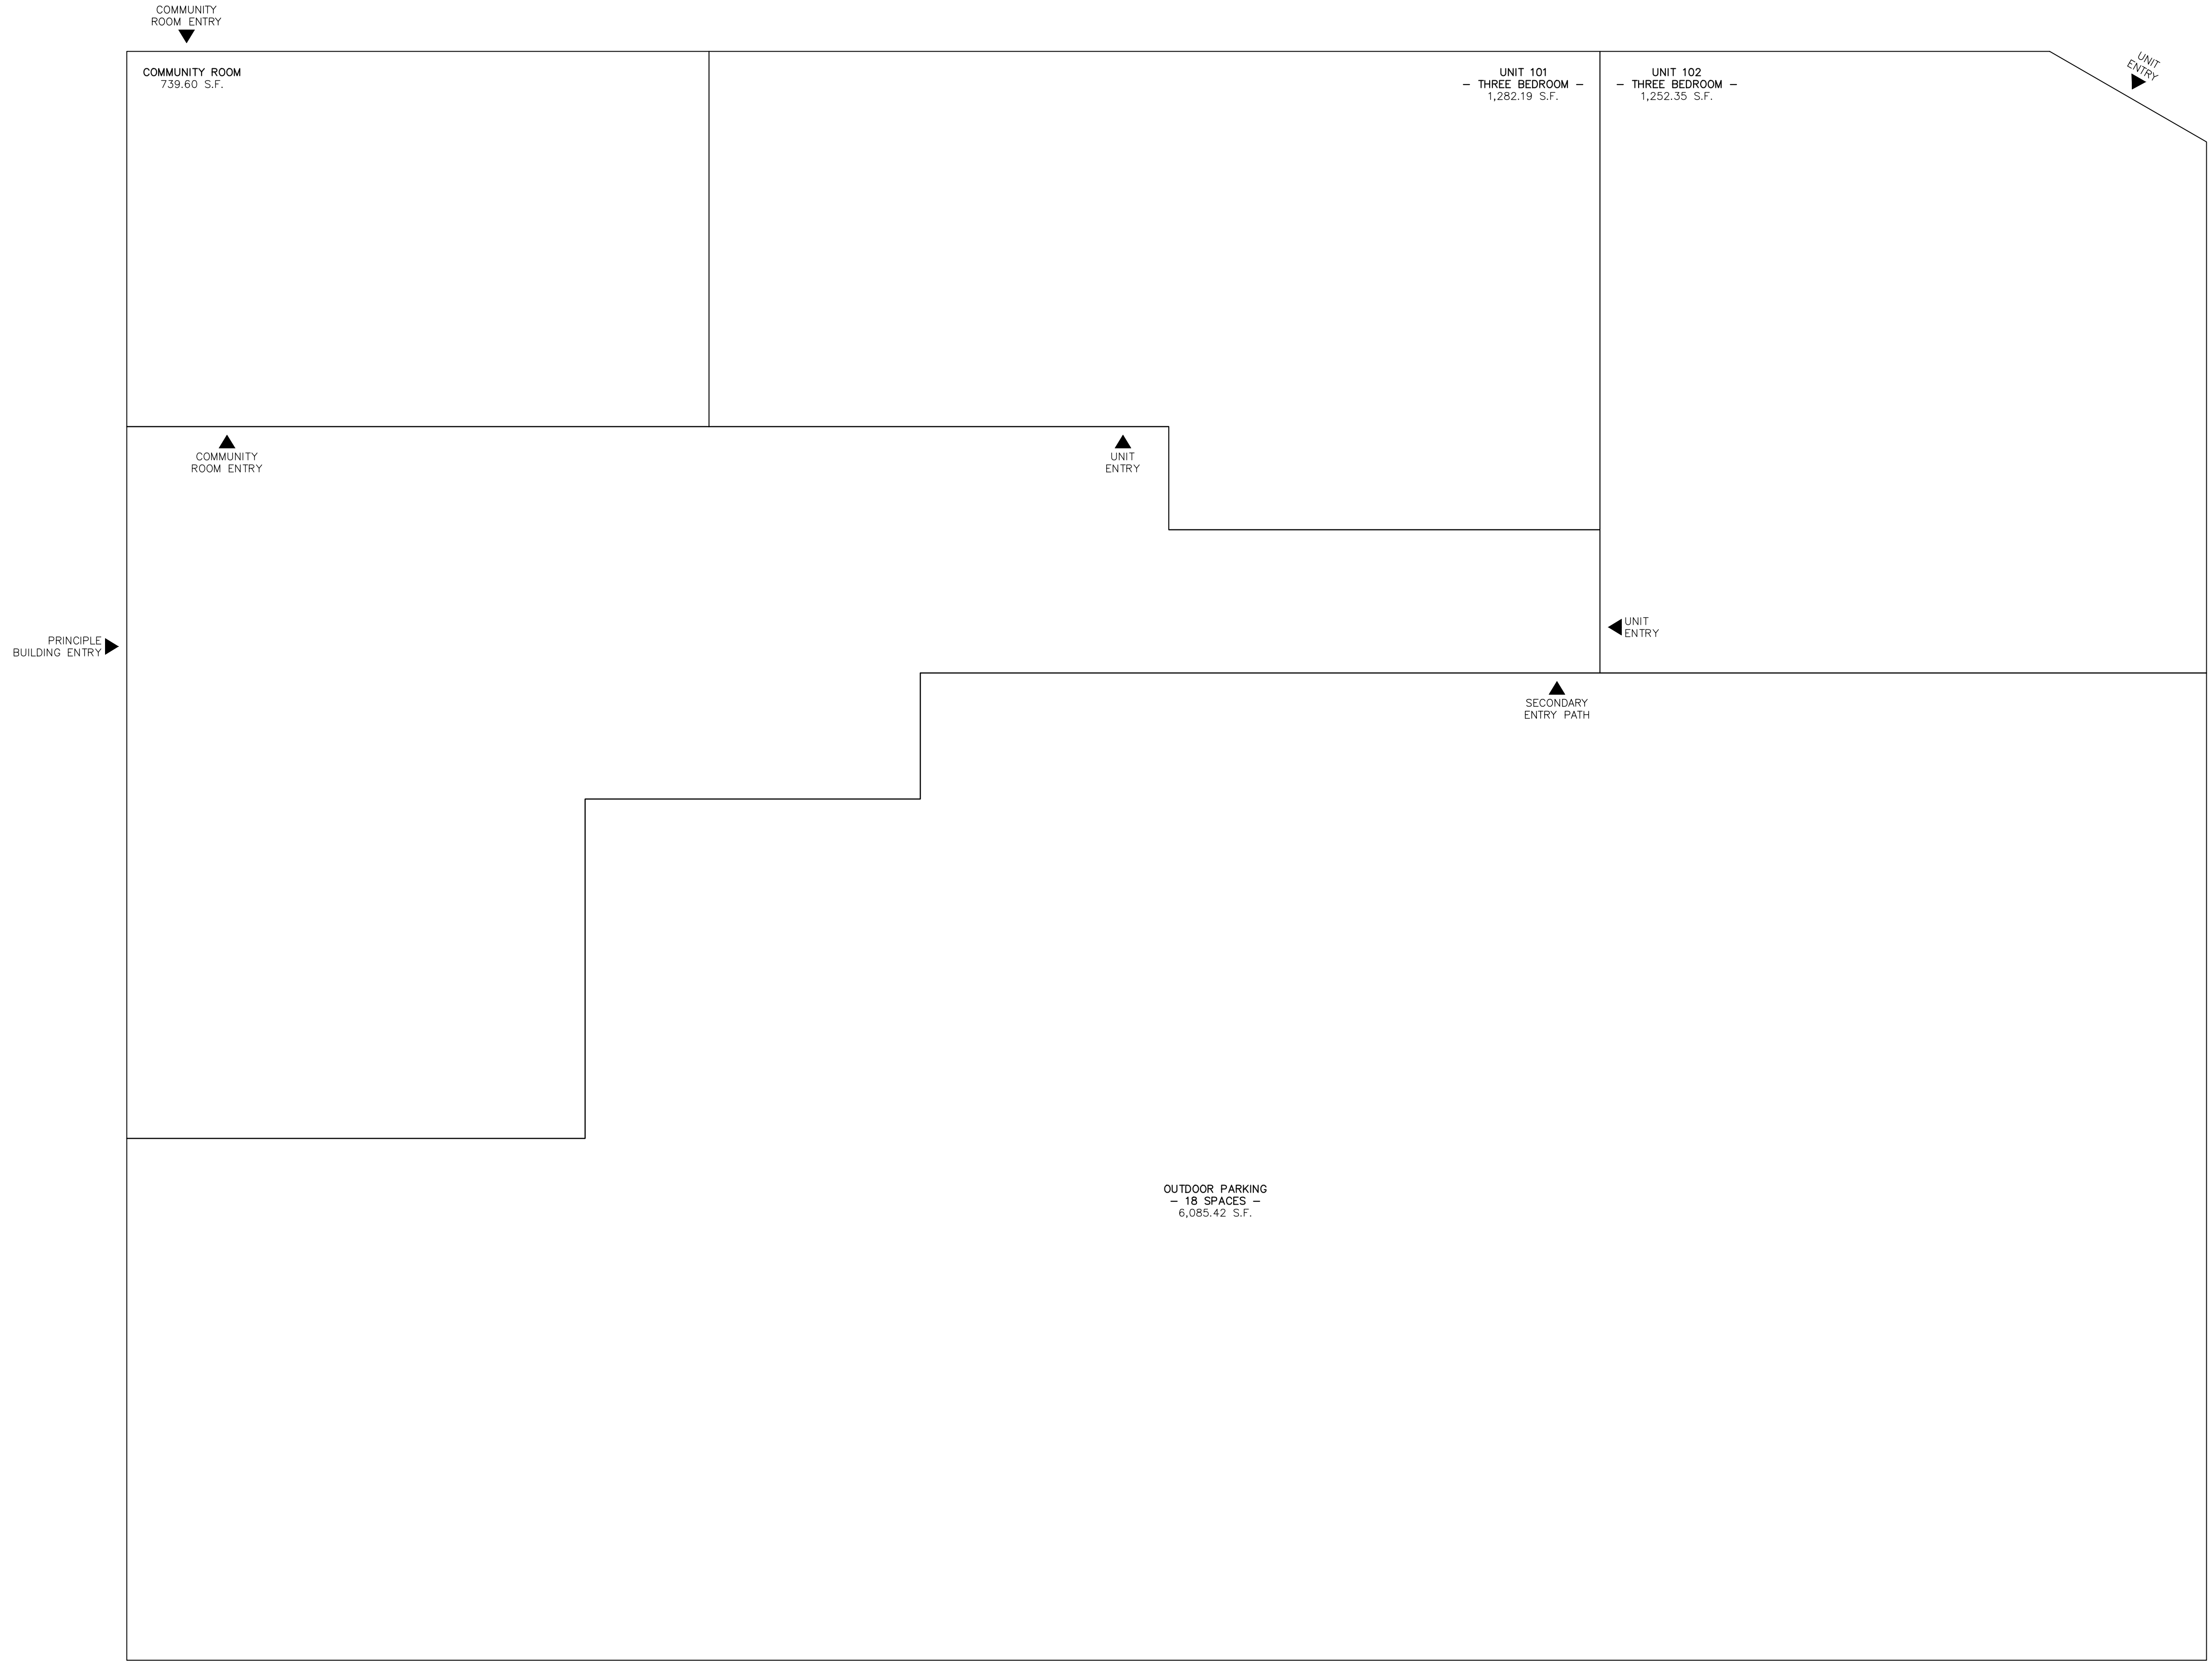 COMMUNITY
ROOM ENTRY
COMMUNITY ROOM
739.60 S.F.
UNIT 101
- THREE BEDROOM -
1,282.19 S.F.
UNIT 102
- THREE BEDROOM -
1,252.35 S.F.
UNIT
ENTRY
COMMUNITY
ROOM ENTRY
UNIT
ENTRY
PRINCIPLE
BUILDING ENTRY
UNIT
ENTRY
SECONDARY
ENTRY PATH
OUTDOOR PARKING
- 18 SPACES -
6,085.42 S.F.